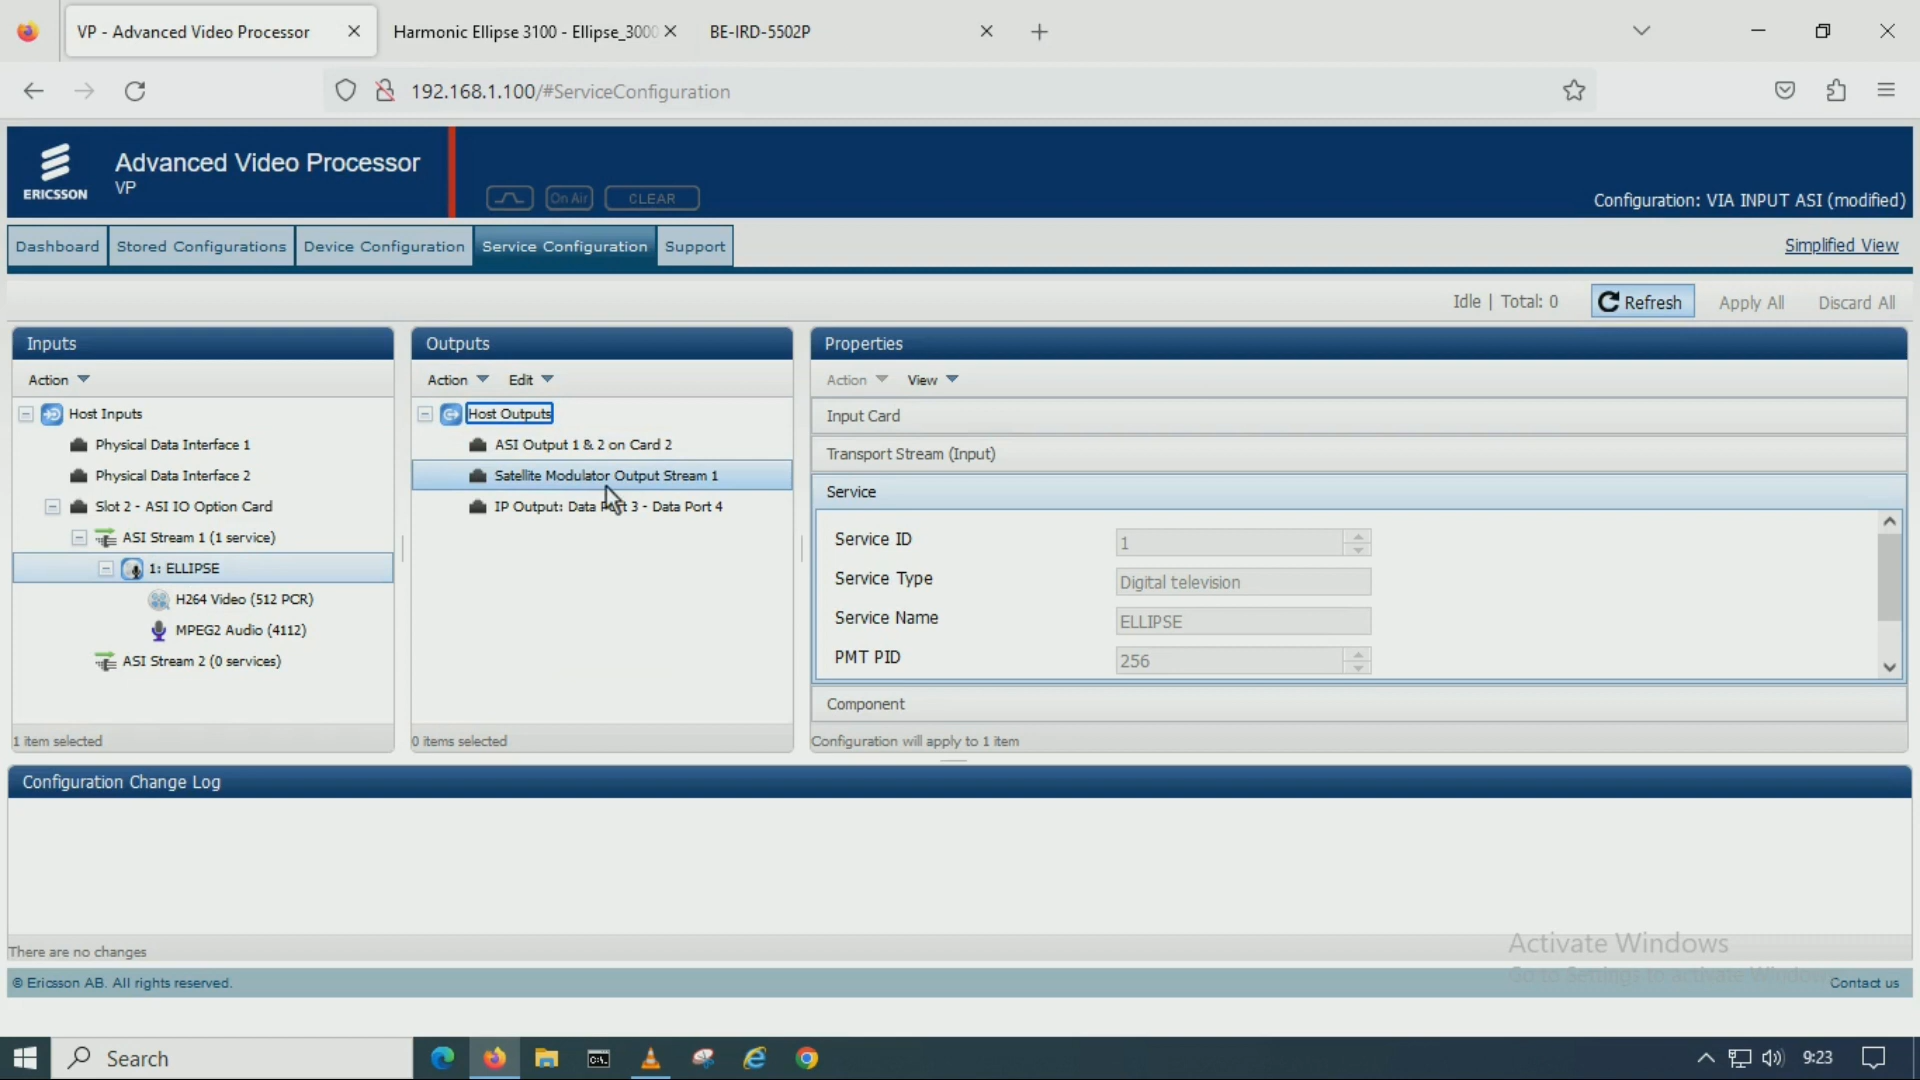 VP - Advanced Video Processor
Harmonic Ellipse 3100 - Ellipse_3000
BE-IRD-5502P
192.168.1.100/#ServiceConfiguration
ERICSSON
Advanced Video Processor
VP
On Air
CLEAR
Configuration: VIA INPUT ASI (modified)
Dashboard
Stored Configurations
Device Configuration
Service Configuration
Support
Simplified View
Idle | Total: 0
Refresh
Apply All
Discard All
Inputs
Action
Host Inputs
Physical Data Interface 1
Physical Data Interface 2
Slot 2 - ASI IO Option Card
ASI Stream 1 (1 service)
1: ELLIPSE
H264 Video (512 PCR)
MPEG2 Audio (4112)
ASI Stream 2 (0 services)
1 item selected
Outputs
Action
Edit
Host Outputs
ASI Output 1 & 2 on Card 2
Satellite Modulator Output Stream 1
IP Output: Data Port 3 - Data Port 4
0 items selected
Properties
Action
View
Input Card
Transport Stream (Input)
Service
Service ID
1
Service Type
Digital television
Service Name
ELLIPSE
PMT PID
256
Component
Configuration will apply to 1 item
Configuration Change Log
There are no changes
Activate Windows
Go to Settings to activate Windows.
© Ericsson AB. All rights reserved.
Contact us
Search
9:23